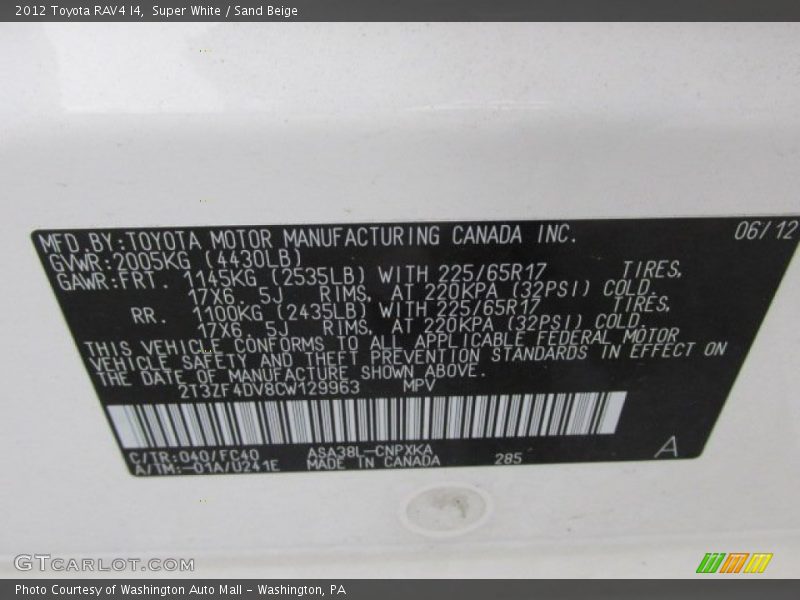 2012 Toyota RAV4 I4, Super White / Sand Beige
MFD. BY: TOYOTA MOTOR MANUFACTURING CANADA INC. 06/12
GVWR: 2005KG (4430LB)
GAWR: FRT. 1145KG (2535LB) WITH 225/65R17 TIRES,
17X6. 5J RIMS, AT 220KPA (32PSI) COLD.
RR. 1100KG (2435LB) WITH 225/65R17 TIRES,
17X6. 5J RIMS, AT 220KPA (32PSI) COLD.
THIS VEHICLE CONFORMS TO ALL APPLICABLE FEDERAL MOTOR
VEHICLE SAFETY AND THEFT PREVENTION STANDARDS IN EFFECT ON
THE DATE OF MANUFACTURE SHOWN ABOVE.
2T3ZF4DV8CW129963 MPV
C/TR: 040/FC40 ASA38L-CNPXKA A
A/TM: -01A/U241E MADE IN CANADA 285
GTCARLOT.COM
Photo Courtesy of Washington Auto Mall - Washington, PA